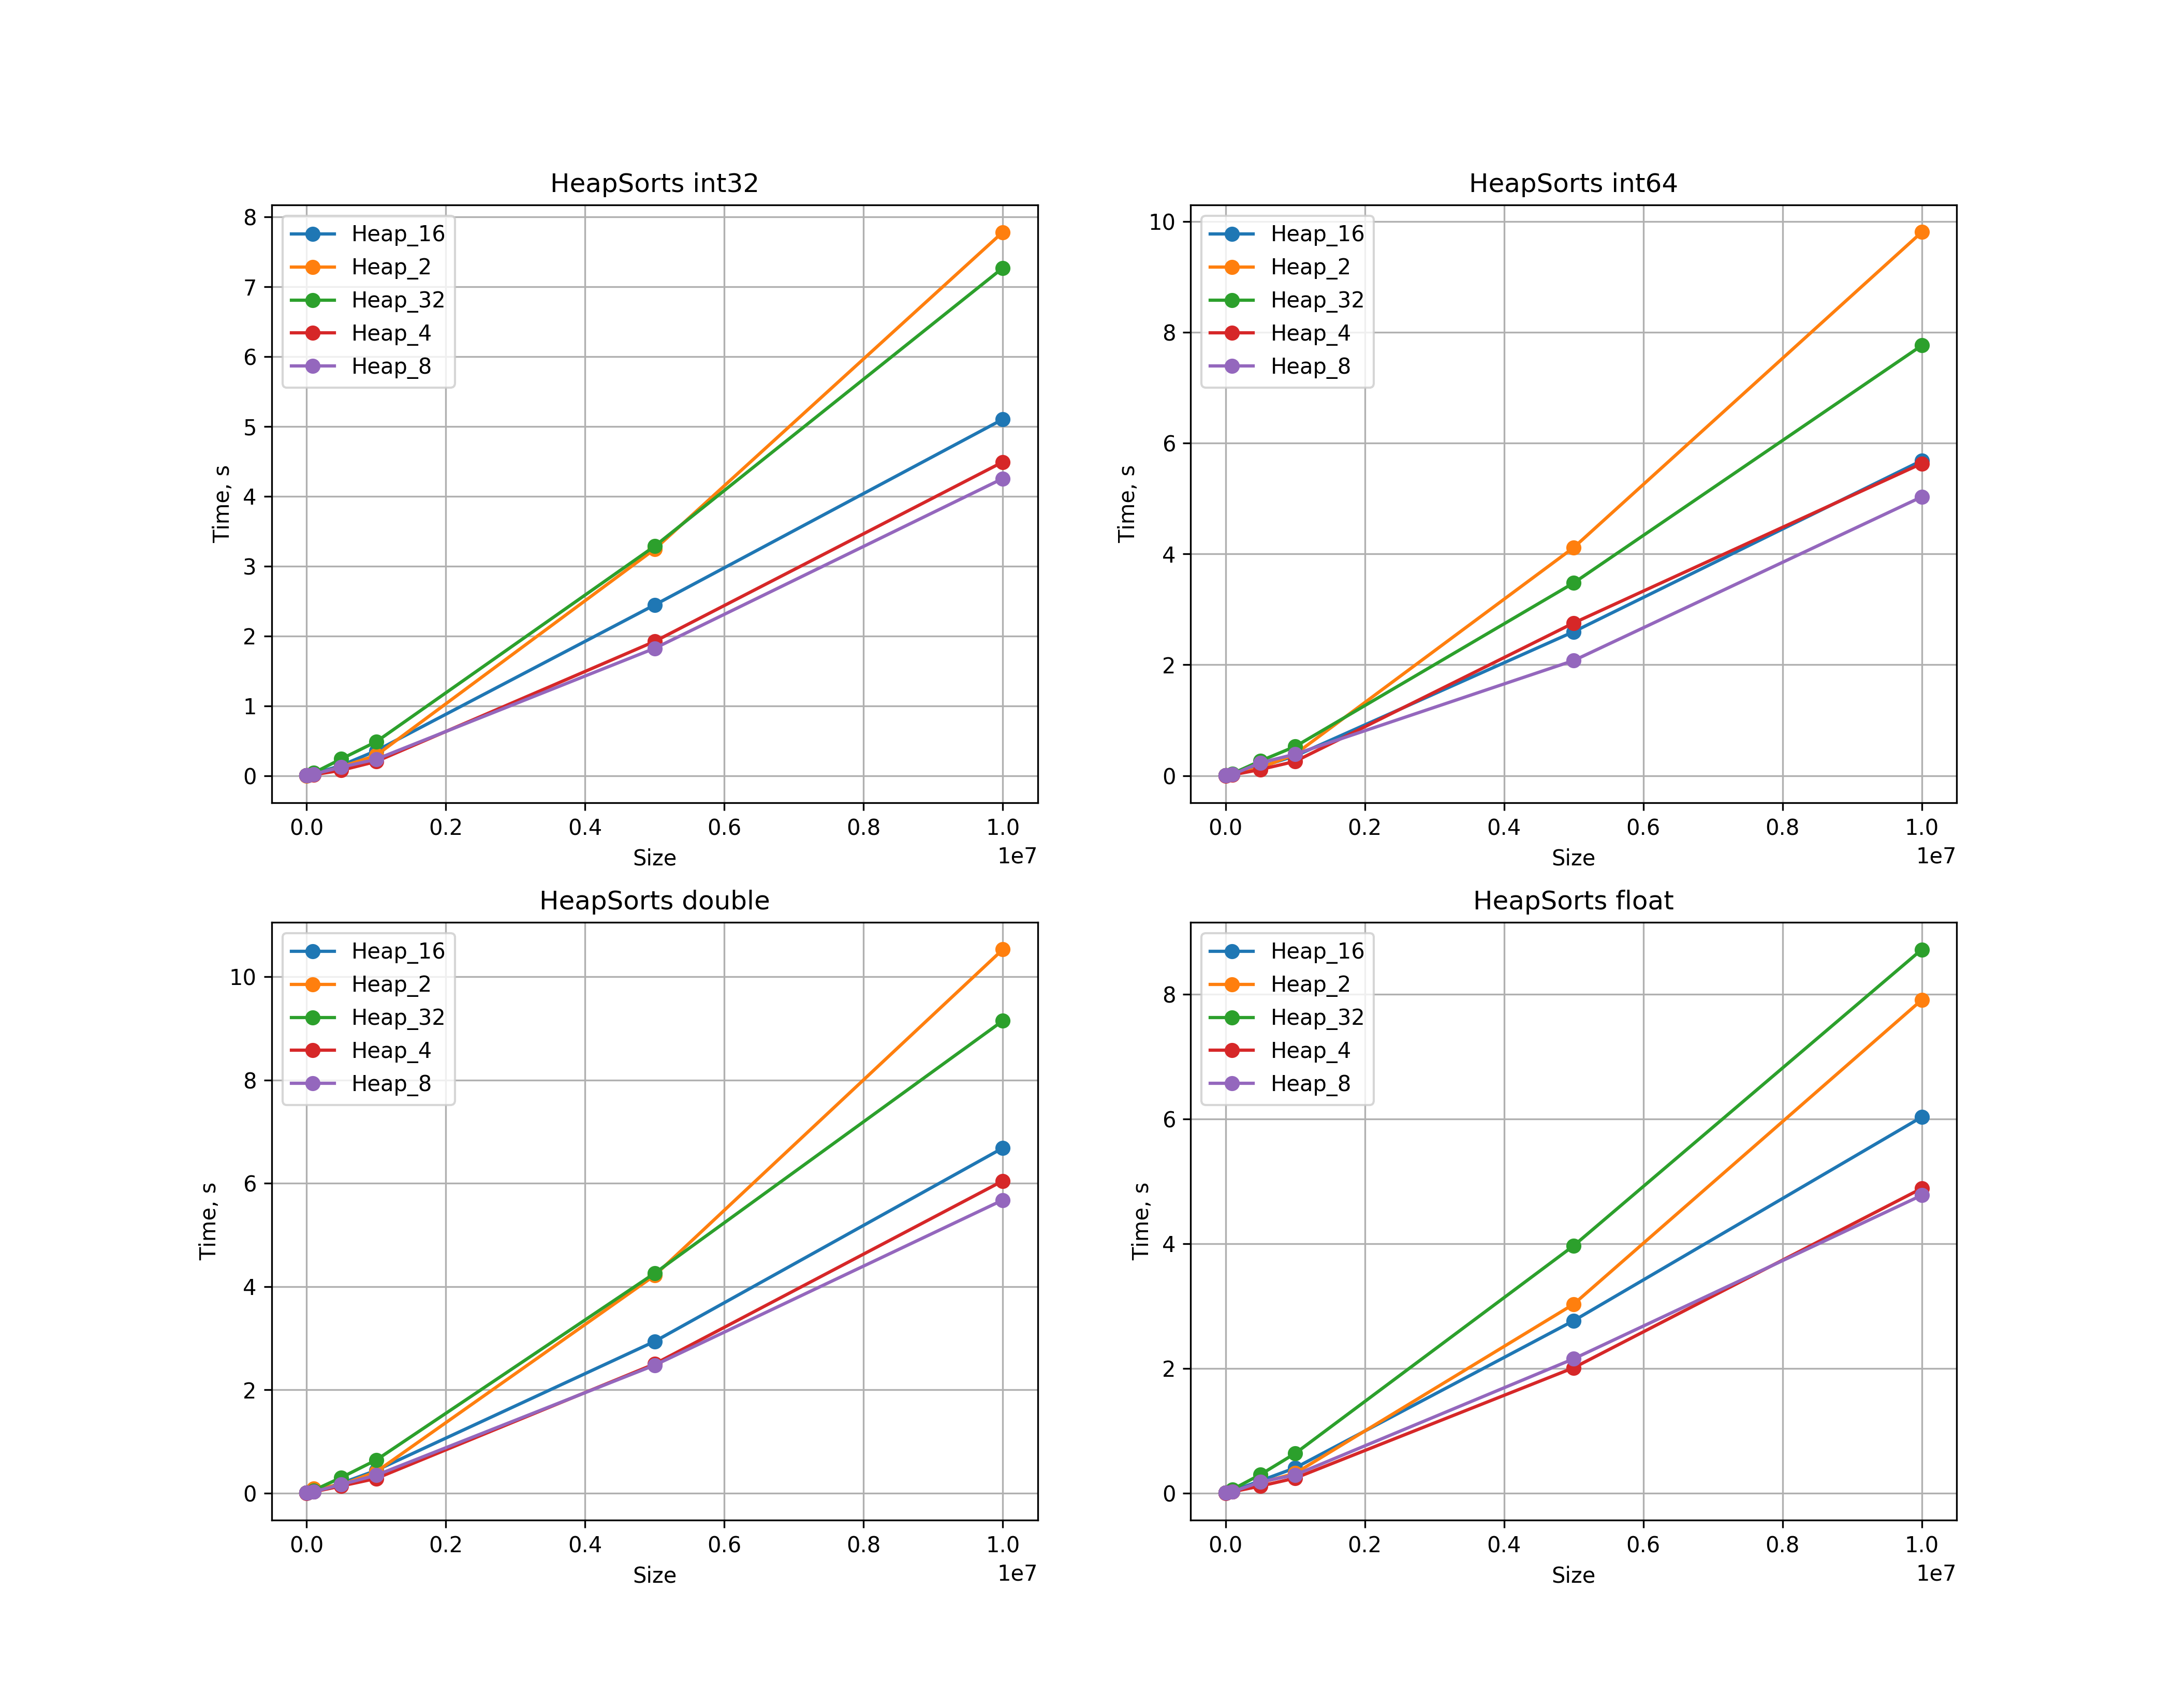 HeapSorts int32
8
7
6
5
4
3
2
1
0
Time, s
Heap_16
Heap_2
Heap_32
Heap_4
Heap_8
0.0 0.2 0.4 0.6 0.8 1.0
1e7
Size
HeapSorts int64
10
8
6
4
2
0
Time, s
Heap_16
Heap_2
Heap_32
Heap_4
Heap_8
0.0 0.2 0.4 0.6 0.8 1.0
1e7
Size
HeapSorts double
10
8
6
4
2
0
Time, s
Heap_16
Heap_2
Heap_32
Heap_4
Heap_8
0.0 0.2 0.4 0.6 0.8 1.0
1e7
Size
HeapSorts float
8
6
4
2
0
Time, s
Heap_16
Heap_2
Heap_32
Heap_4
Heap_8
0.0 0.2 0.4 0.6 0.8 1.0
1e7
Size